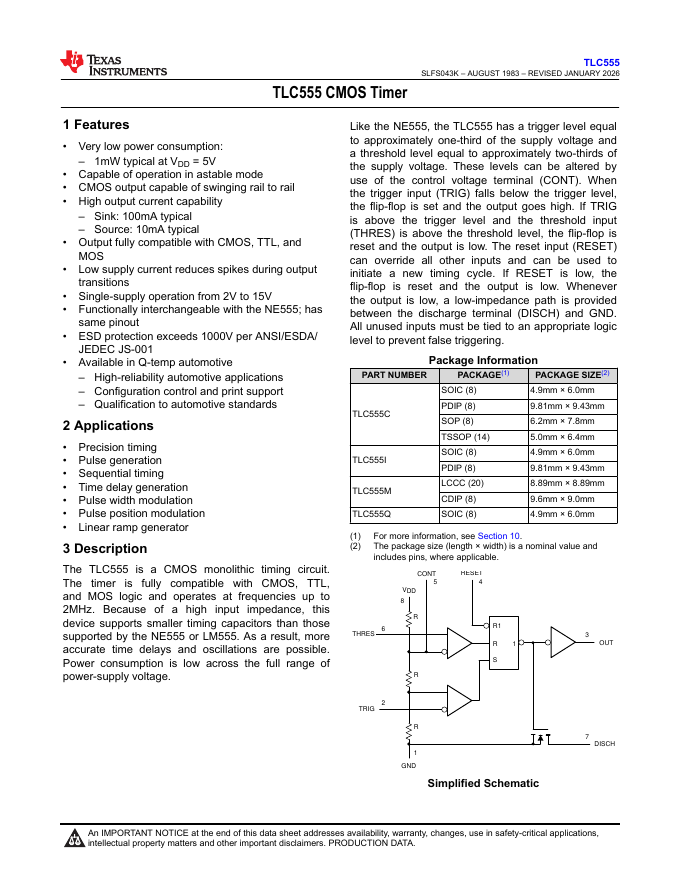 TEXAS
INSTRUMENTS
TLC555
SLFS043K – AUGUST 1983 – REVISED JANUARY 2026
TLC555 CMOS Timer
1 Features
• Very low power consumption:
– 1mW typical at VDD = 5V
• Capable of operation in astable mode
• CMOS output capable of swinging rail to rail
• High output current capability
– Sink: 100mA typical
– Source: 10mA typical
• Output fully compatible with CMOS, TTL, and
MOS
• Low supply current reduces spikes during output
transitions
• Single-supply operation from 2V to 15V
• Functionally interchangeable with the NE555; has
same pinout
• ESD protection exceeds 1000V per ANSI/ESDA/
JEDEC JS-001
• Available in Q-temp automotive
– High-reliability automotive applications
– Configuration control and print support
– Qualification to automotive standards
2 Applications
• Precision timing
• Pulse generation
• Sequential timing
• Time delay generation
• Pulse width modulation
• Pulse position modulation
• Linear ramp generator
3 Description
The TLC555 is a CMOS monolithic timing circuit.
The timer is fully compatible with CMOS, TTL,
and MOS logic and operates at frequencies up to
2MHz. Because of a high input impedance, this
device supports smaller timing capacitors than those
supported by the NE555 or LM555. As a result, more
accurate time delays and oscillations are possible.
Power consumption is low across the full range of
power-supply voltage.
Like the NE555, the TLC555 has a trigger level equal
to approximately one-third of the supply voltage and
a threshold level equal to approximately two-thirds of
the supply voltage. These levels can be altered by
use of the control voltage terminal (CONT). When
the trigger input (TRIG) falls below the trigger level,
the flip-flop is set and the output goes high. If TRIG
is above the trigger level and the threshold input
(THRES) is above the threshold level, the flip-flop is
reset and the output is low. The reset input (RESET)
can override all other inputs and can be used to
initiate a new timing cycle. If RESET is low, the
flip-flop is reset and the output is low. Whenever
the output is low, a low-impedance path is provided
between the discharge terminal (DISCH) and GND.
All unused inputs must be tied to an appropriate logic
level to prevent false triggering.
Package Information
PART NUMBER PACKAGE(1) PACKAGE SIZE(2)
TLC555C SOIC (8) 4.9mm × 6.0mm
PDIP (8) 9.81mm × 9.43mm
SOP (8) 6.2mm × 7.8mm
TSSOP (14) 5.0mm × 6.4mm
TLC555I SOIC (8) 4.9mm × 6.0mm
PDIP (8) 9.81mm × 9.43mm
TLC555M LCCC (20) 8.89mm × 8.89mm
CDIP (8) 9.6mm × 9.0mm
TLC555Q SOIC (8) 4.9mm × 6.0mm
(1) For more information, see Section 10.
(2) The package size (length × width) is a nominal value and
includes pins, where applicable.
CONT RESET
5 4
VDD
8
R
R1
THRES 6
R 1 3 OUT
S
R
TRIG 2
R
7 DISCH
1
GND
Simplified Schematic
An IMPORTANT NOTICE at the end of this data sheet addresses availability, warranty, changes, use in safety-critical applications,
intellectual property matters and other important disclaimers. PRODUCTION DATA.